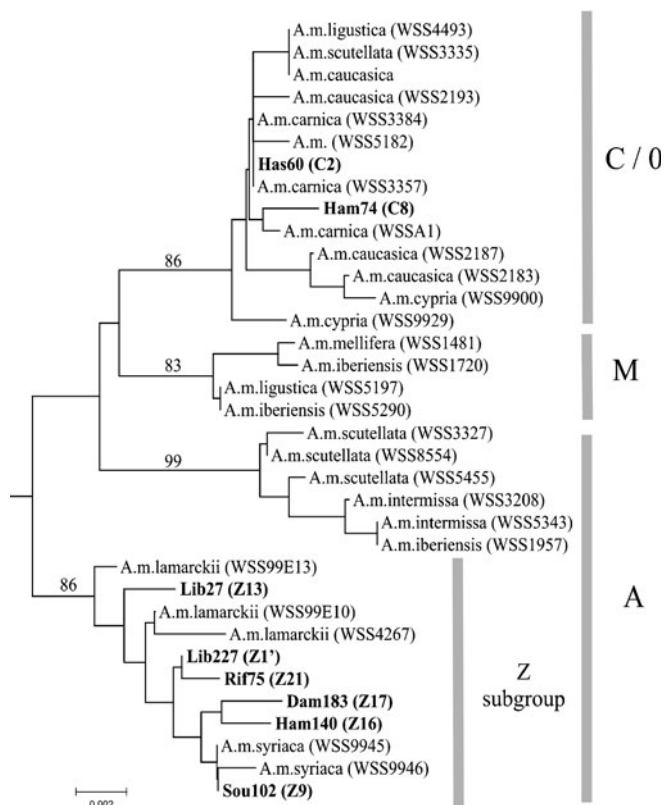 A.m.ligustica (WSS4493)
A.m.scutellata (WSS3335)
A.m.caucasica
A.m.caucasica (WSS2193)
A.m.carnica (WSS3384)
A.m. (WSS5182)
Has60 (C2)
A.m.carnica (WSS3357)
Ham74 (C8)
A.m.carnica (WSSA1)
A.m.caucasica (WSS2187)
A.m.caucasica (WSS2183)
A.m.cypria (WSS9900)
A.m.cypria (WSS9929)
86
C / 0
A.m.mellifera (WSS1481)
A.m.iberiensis (WSS1720)
A.m.ligustica (WSS5197)
A.m.iberiensis (WSS5290)
83
M
A.m.scutellata (WSS3327)
A.m.scutellata (WSS8554)
A.m.scutellata (WSS5455)
A.m.intermissa (WSS3208)
A.m.intermissa (WSS5343)
A.m.iberiensis (WSS1957)
99
A.m.lamarckii (WSS99E13)
Lib27 (Z13)
A.m.lamarckii (WSS99E10)
A.m.lamarckii (WSS4267)
Lib227 (Z1’)
Rif75 (Z21)
Dam183 (Z17)
Ham140 (Z16)
A.m.syriaca (WSS9945)
A.m.syriaca (WSS9946)
Sou102 (Z9)
86
Z
subgroup
A
0.002